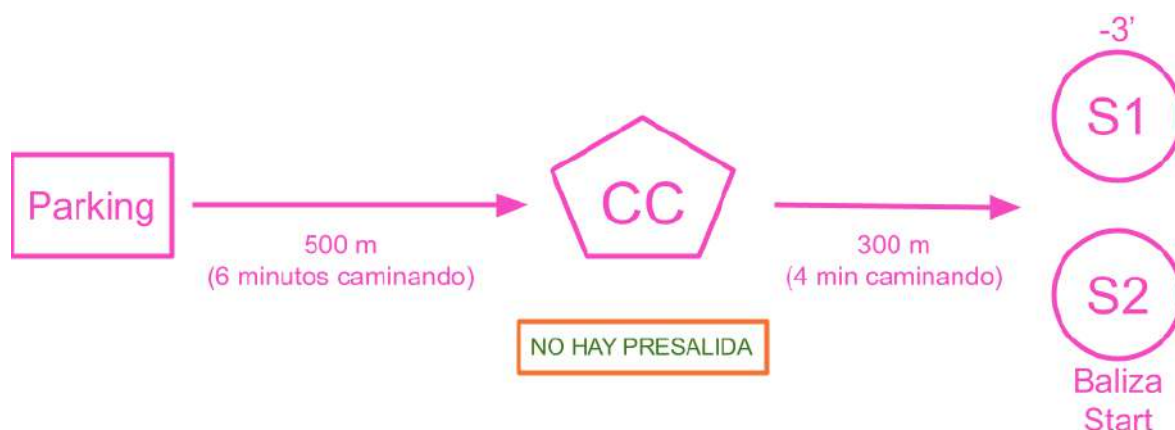 -3'
S1
Parking
CC
500 m
(6 minutos caminando)
300 m
(4 min caminando)
S2
NO HAY PRESALIDA
Baliza
Start